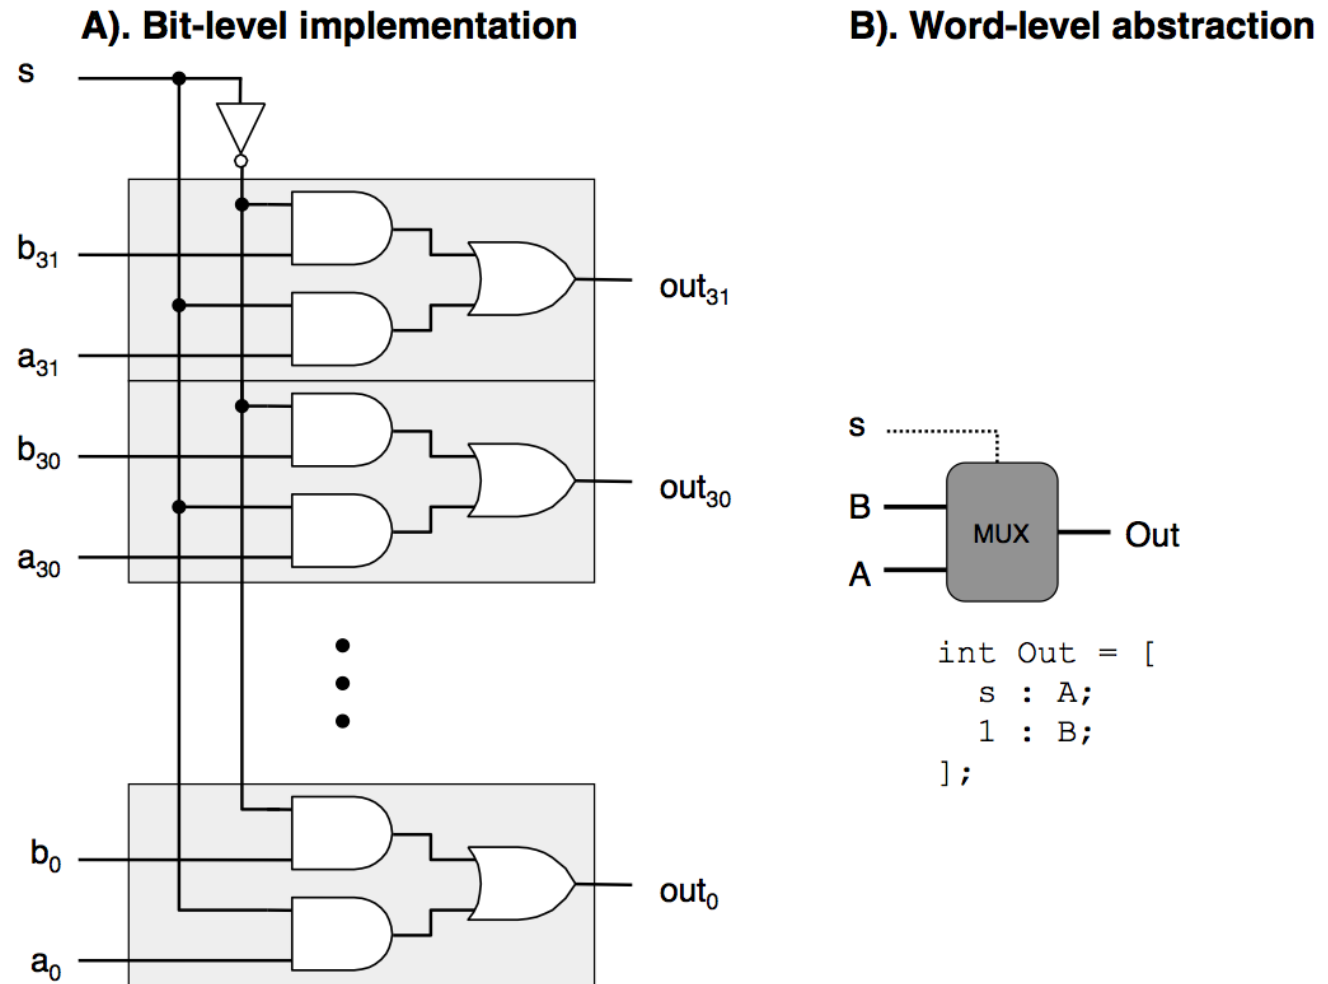 A). Bit-level implementation
B). Word-level abstraction
s
b31
out31
a31
b30
out30
a30
b0
out0
a0
s
B
MUX
Out
A
int Out = [
s : A;
1 : B;
];